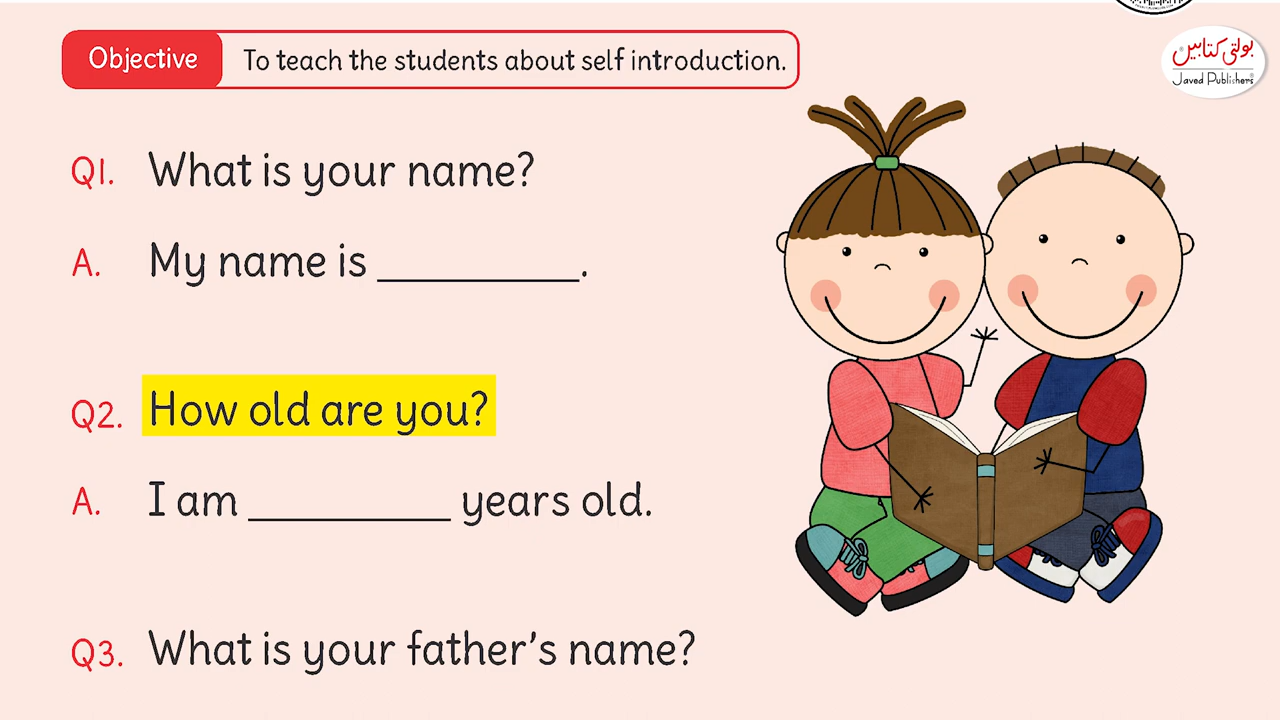 Objective
To teach the students about self introduction.
بولتی کتابیں
Javed Publishers
Q1. What is your name?
A. My name is __________.
Q2. How old are you?
A. I am __________ years old.
Q3. What is your father's name?